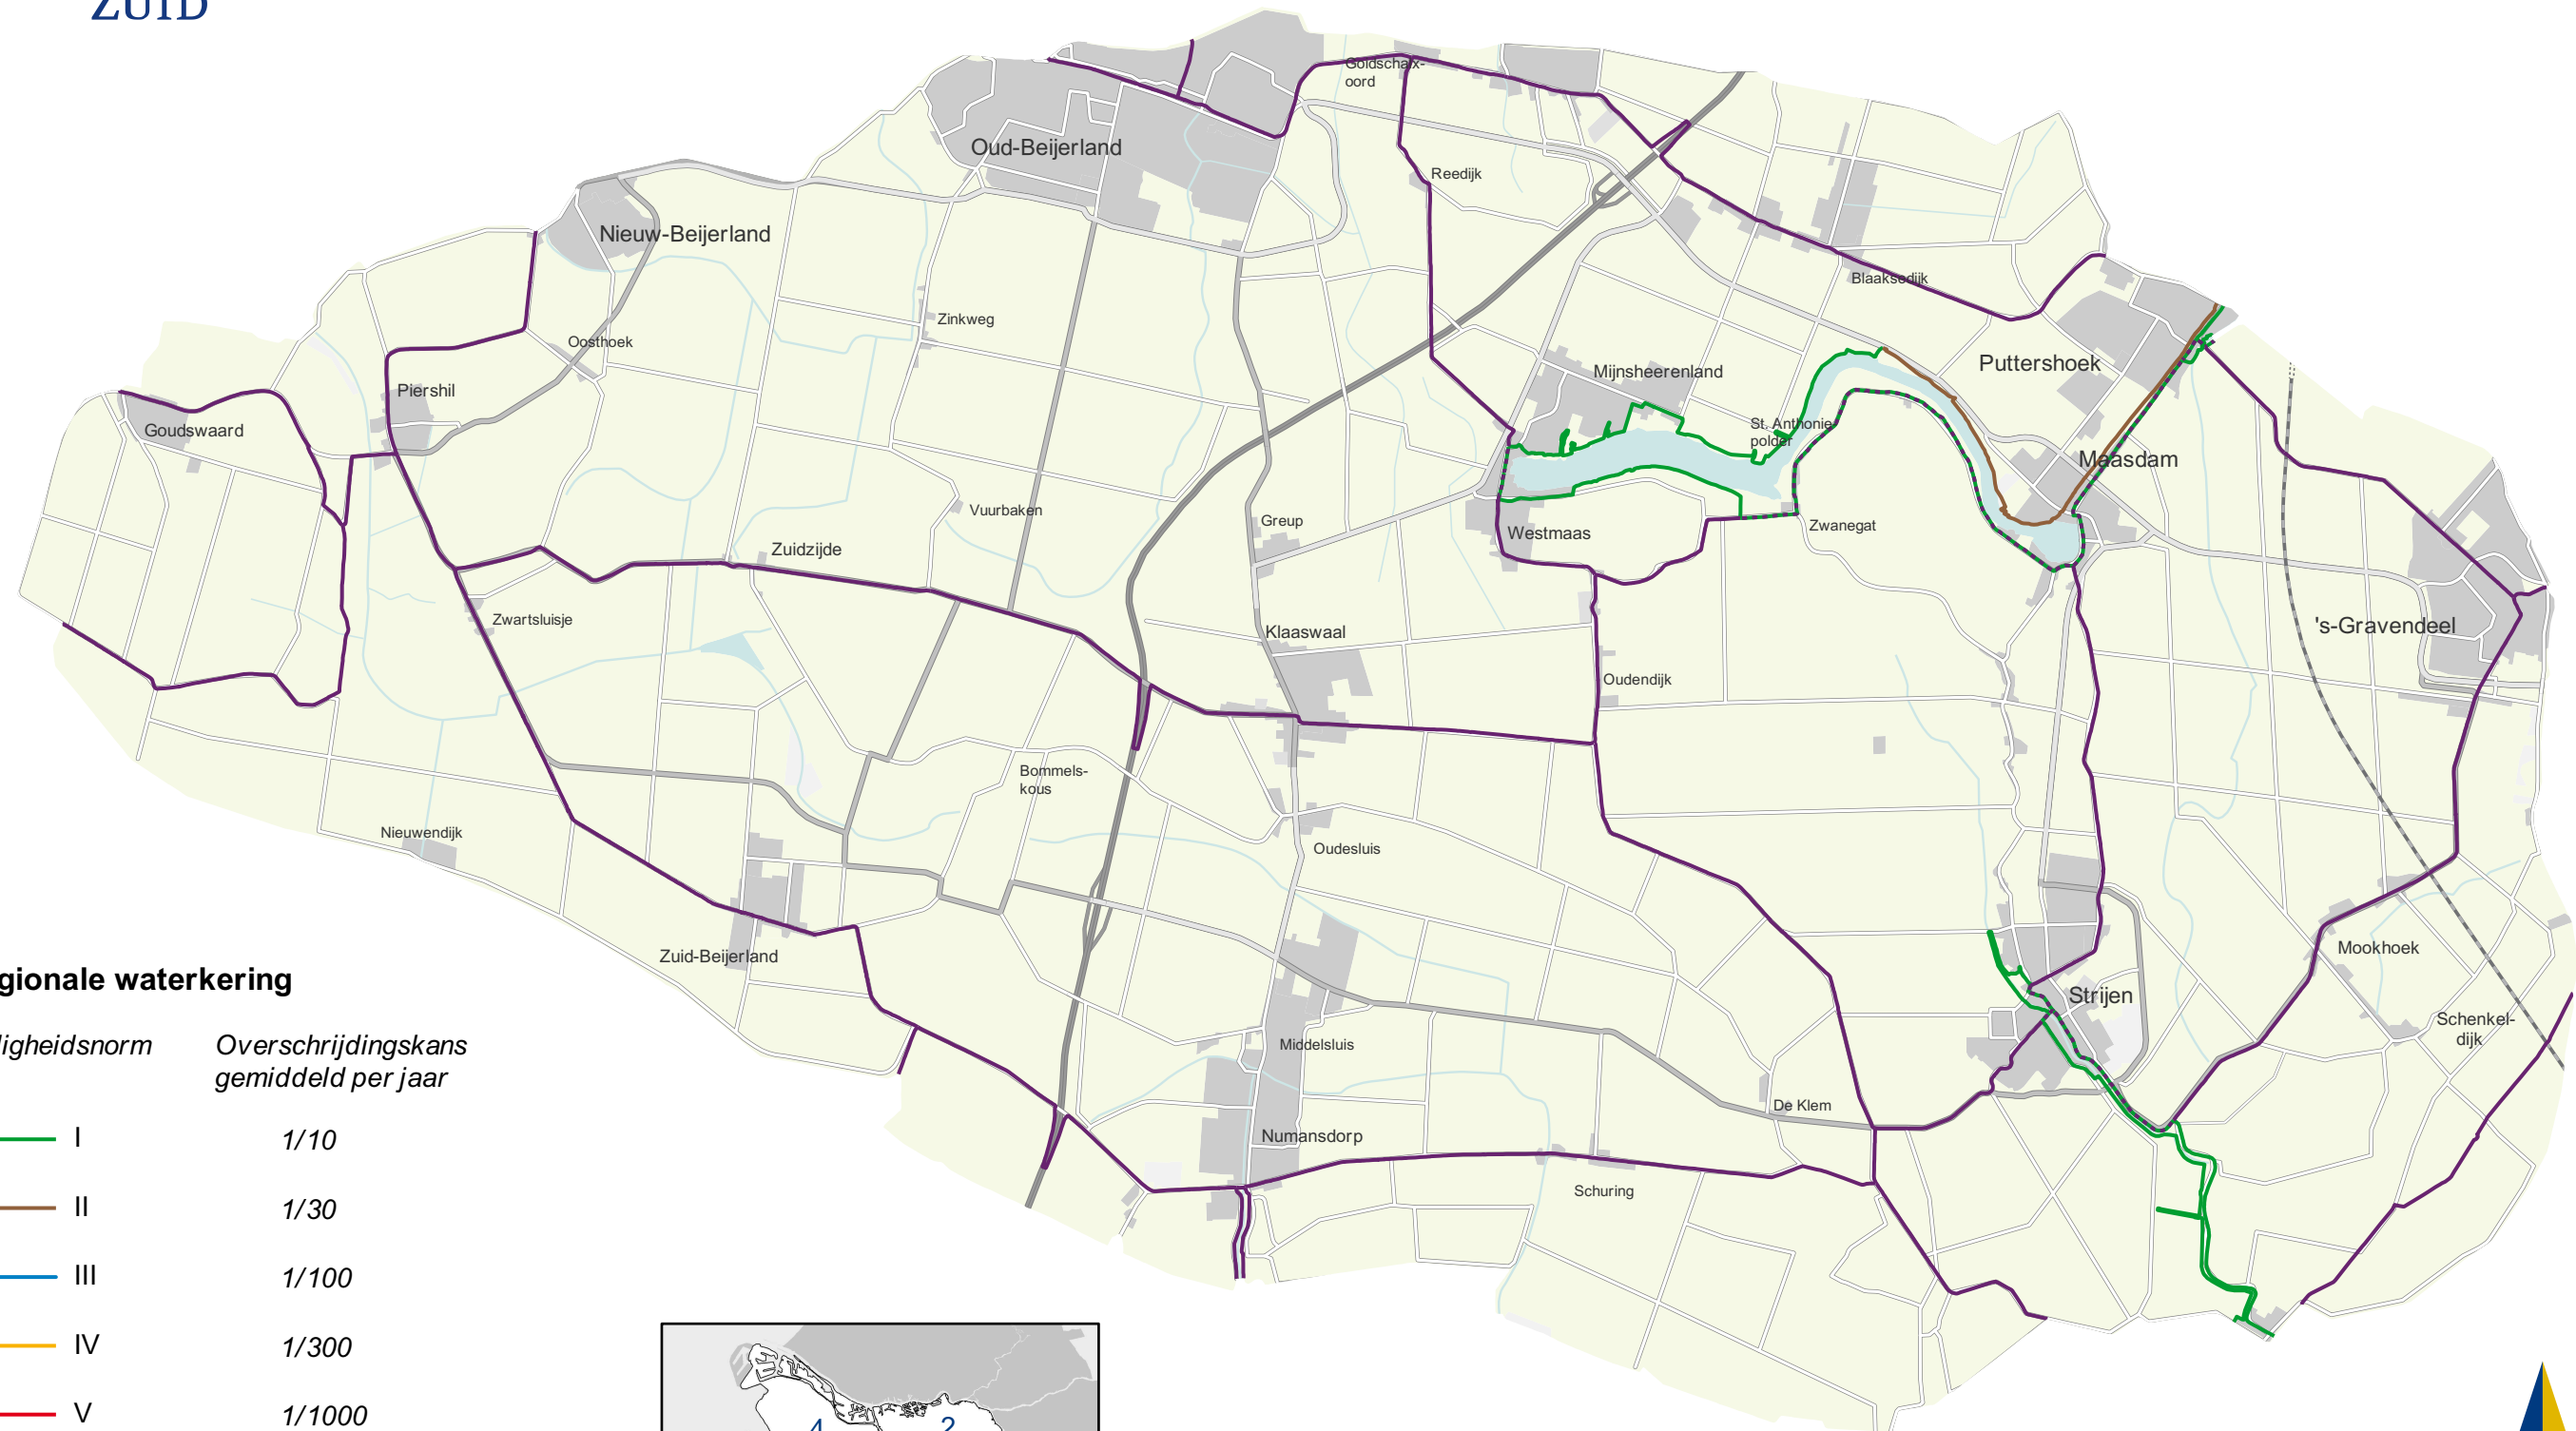 ZUID
Goldschalx-
oord
Oud-Beijerland
Reedijk
Nieuw-Beijerland
Blaaksedijk
Zinkweg
Oosthoek
Puttershoek
Mijnsheerenland
Piershil
Goudswaard
St. Anthonie
polder
Maasdam
Vuurbaken
Greup
Zwanegat
Westmaas
Zuidzijde
Zwartsluisje
Klaaswaal
's-Gravendeel
Oudendijk
Bommels-
kous
Nieuwendijk
Oudesluis
Zuid-Beijerland
Mookhoek
Strijen
Schenkel-
dijk
Middelsluis
De Klem
Numansdorp
Schuring
gionale waterkering
ligheidsnorm
Overschrijdingskans
gemiddeld per jaar
I 1/10
II 1/30
III 1/100
IV 1/300
V 1/1000
4 2